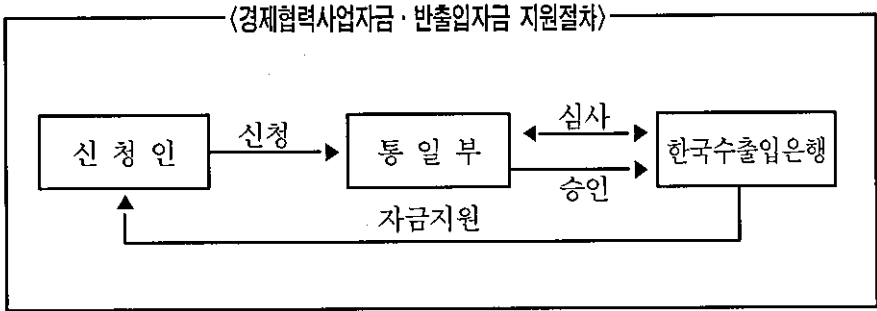 〈경제협력사업자금 · 반출입자금 지원절차〉
신청 심사
신 청 인 통 일 부 한국수출입은행
승인
자금지원